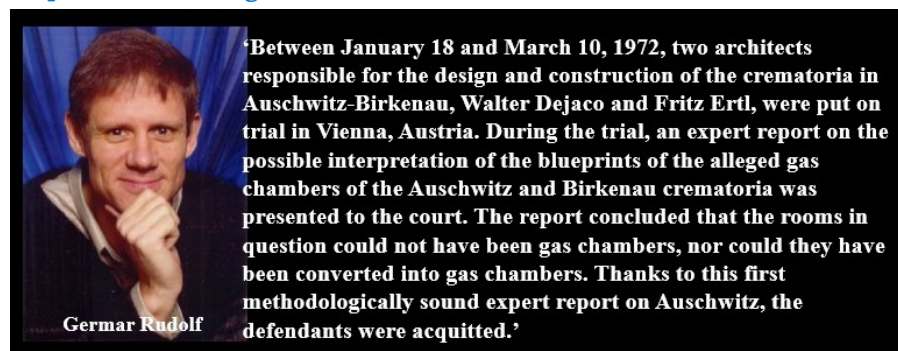 ‘Between January 18 and March 10, 1972, two architects
responsible for the design and construction of the crematoria in
Auschwitz-Birkenau, Walter Dejaco and Fritz Ertl, were put on
trial in Vienna, Austria. During the trial, an expert report on the
possible interpretation of the blueprints of the alleged gas
chambers of the Auschwitz and Birkenau crematoria was
presented to the court. The report concluded that the rooms in
question could not have been gas chambers, nor could they have
been converted into gas chambers. Thanks to this first
methodologically sound expert report on Auschwitz, the
defendants were acquitted.’
Germar Rudolf